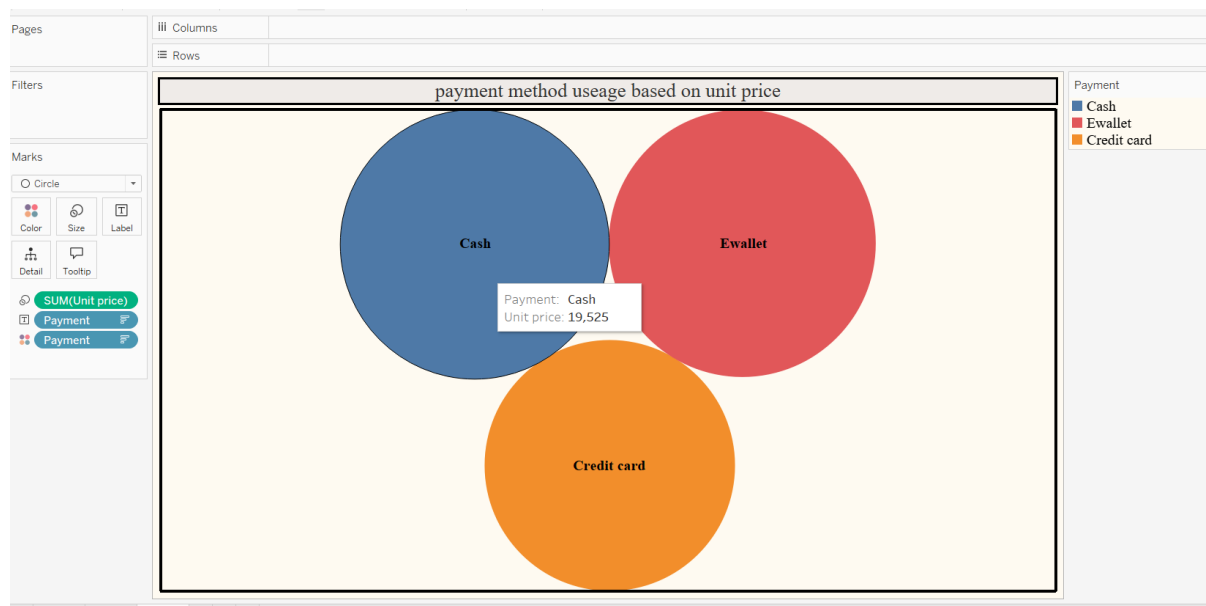 Pages
Columns
Rows
Filters
Marks
Circle
Color
Size
Label
Detail
Tooltip
SUM(Unit price)
Payment
Payment
payment method useage based on unit price
Cash
Ewallet
Payment: Cash
Unit price: 19,525
Credit card
Payment
Cash
Ewallet
Credit card